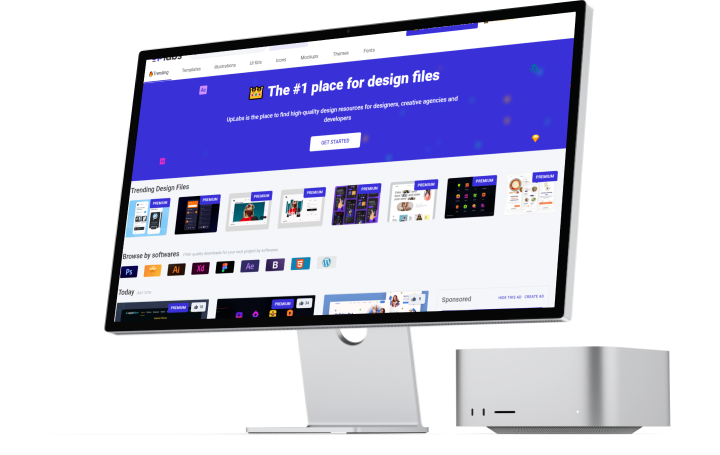 Trending Templates Illustrations UI Kits Icons Mockups Themes Fonts
The #1 place for design files
UpLabs is the place to find high-quality design resources for designers, creative agencies and
developers
GET STARTED
Trending Design Files
PREMIUM PREMIUM PREMIUM PREMIUM PREMIUM PREMIUM PREMIUM PREMIUM
Browse by softwares
Ps Ai Xd Ae B
Today
PREMIUM PREMIUM
Sponsored HIDE THIS AD CREATE AD